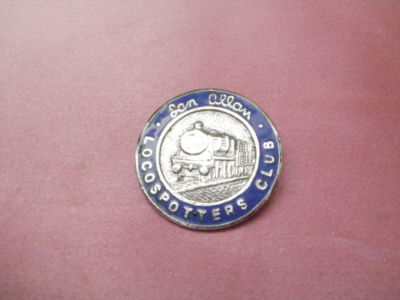 Ian Allan
LOCOSPOTTERS CLUB